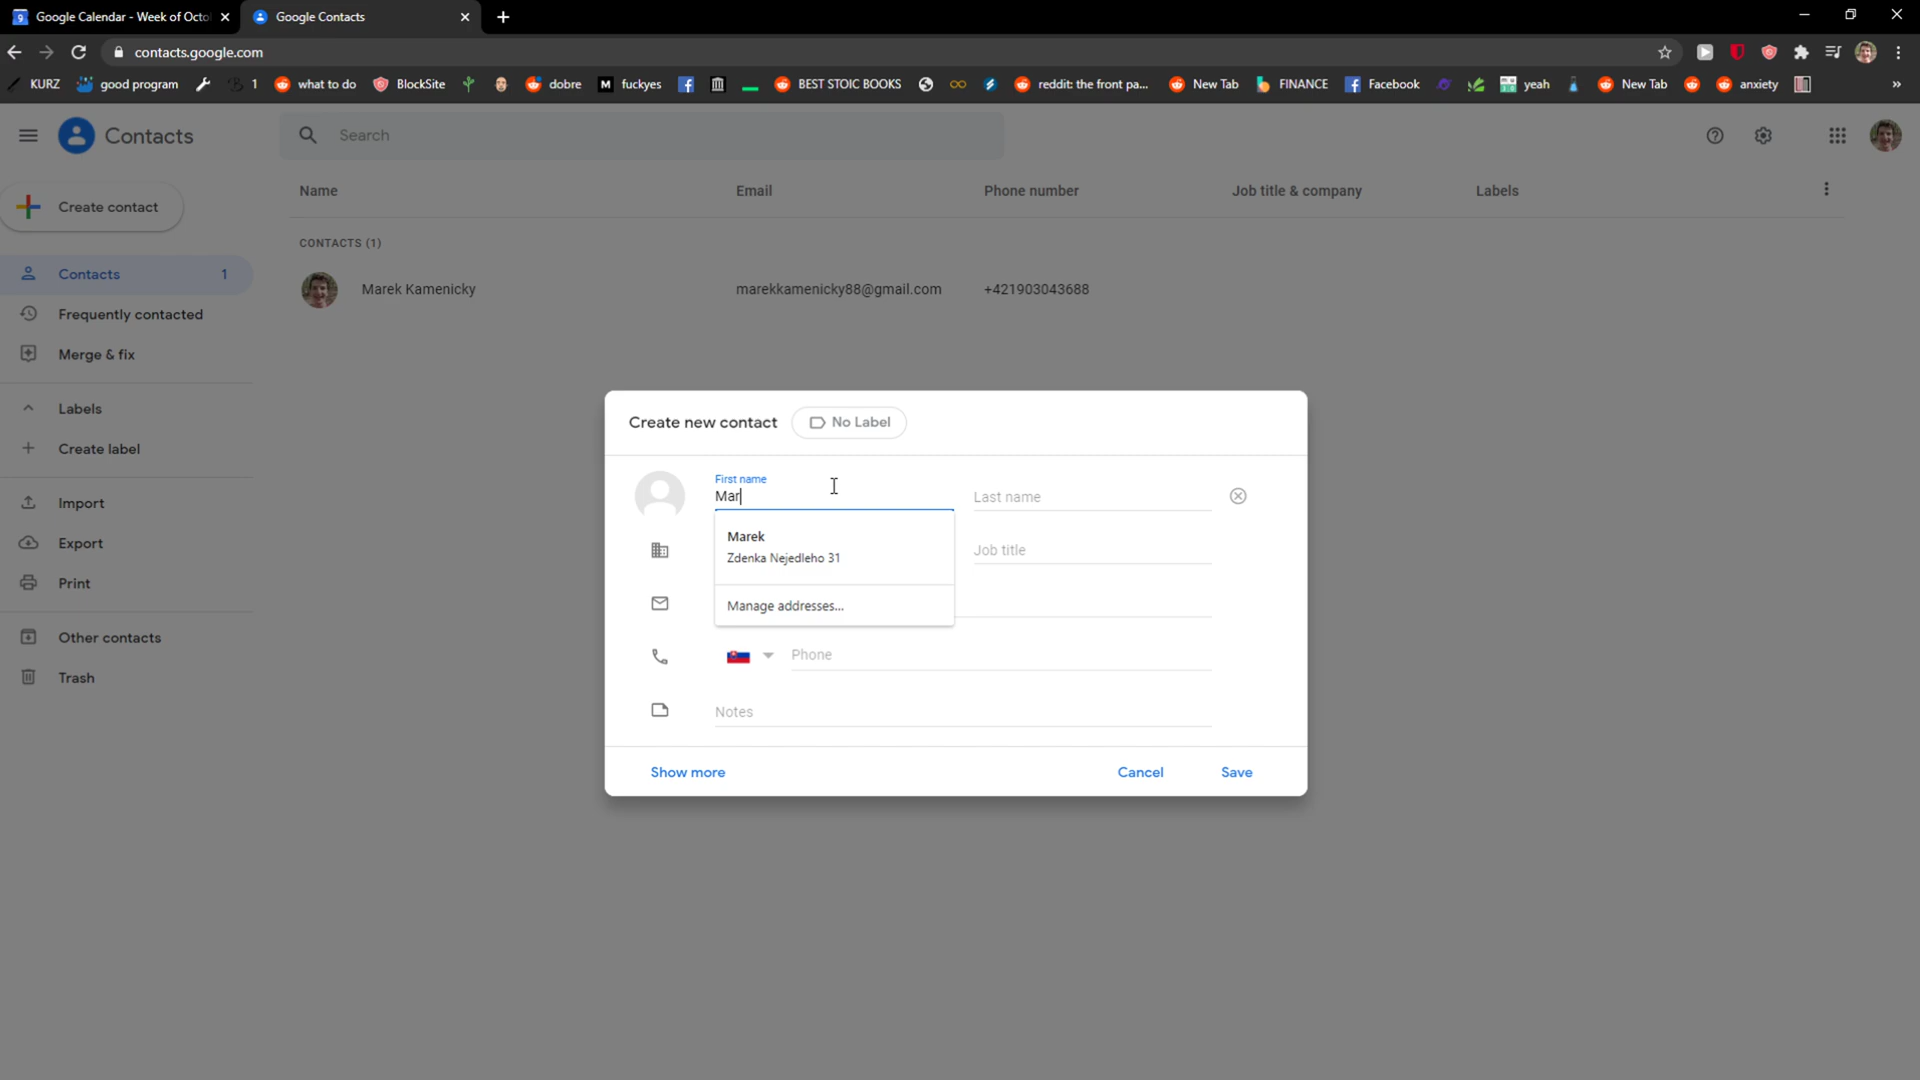 Google Calendar - Week of Octo
Google Contacts
contacts.google.com
KURZ
good program
1
what to do
BlockSite
dobre
fuckyes
BEST STOIC BOOKS
reddit: the front pa...
New Tab
FINANCE
Facebook
yeah
New Tab
anxiety
»
Contacts
Search
Create contact
Name
Email
Phone number
Job title & company
Labels
CONTACTS (1)
Contacts
1
Marek Kamenicky
marekkamenicky88@gmail.com
+421903043688
Frequently contacted
Merge & fix
Labels
Create label
Import
Export
Print
Other contacts
Trash
Create new contact
No Label
First name
Mar
Last name
Marek
Zdenka Nejedleho 31
Job title
Manage addresses...
Phone
Notes
Show more
Cancel
Save